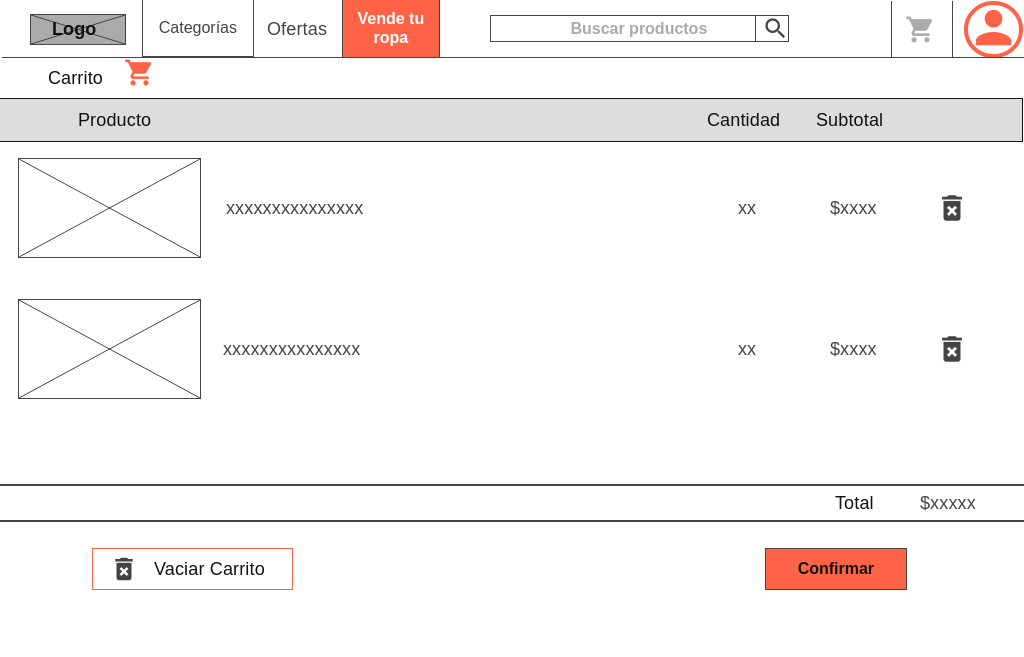 Logo
Categorías
Ofertas
Vende tu
ropa
Buscar productos
Carrito
Producto
Cantidad
Subtotal
xxxxxxxxxxxxxxx
xx
$xxxx
xxxxxxxxxxxxxxx
xx
$xxxx
Total
$xxxxx
Vaciar Carrito
Confirmar